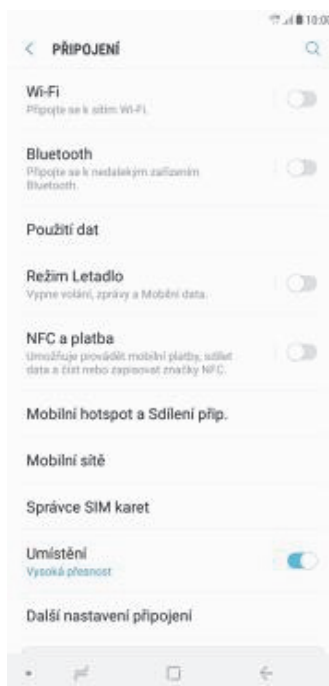 10:00
PŘIPOJENÍ
Wi-Fi
Připojte se k sítím Wi-Fi.
Bluetooth
Připojte se k nedalekým zařízením
Bluetooth.
Použití dat
Režim Letadlo
Vypne volání, zprávy a Mobilní data.
NFC a platba
Umožňuje provádět mobilní platby, sdílet
data a číst nebo zapisovat značky NFC.
Mobilní hotspot a Sdílení přip.
Mobilní sítě
Správce SIM karet
Umístění
Vysoká přesnost
Další nastavení připojení